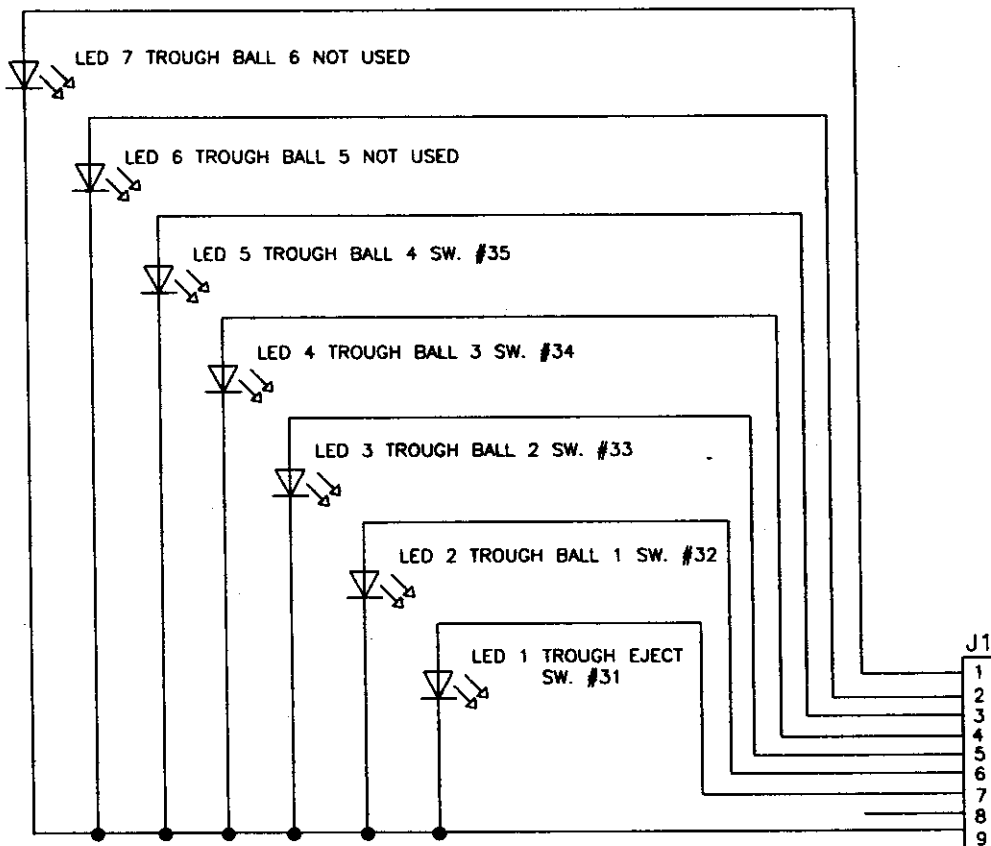 LED 7 TROUGH BALL 6 NOT USED
LED 6 TROUGH BALL 5 NOT USED
LED 5 TROUGH BALL 4 SW. #35
LED 4 TROUGH BALL 3 SW. #34
LED 3 TROUGH BALL 2 SW. #33
LED 2 TROUGH BALL 1 SW. #32
LED 1 TROUGH EJECT
SW. #31
J1
1
2
3
4
5
6
7
8
9